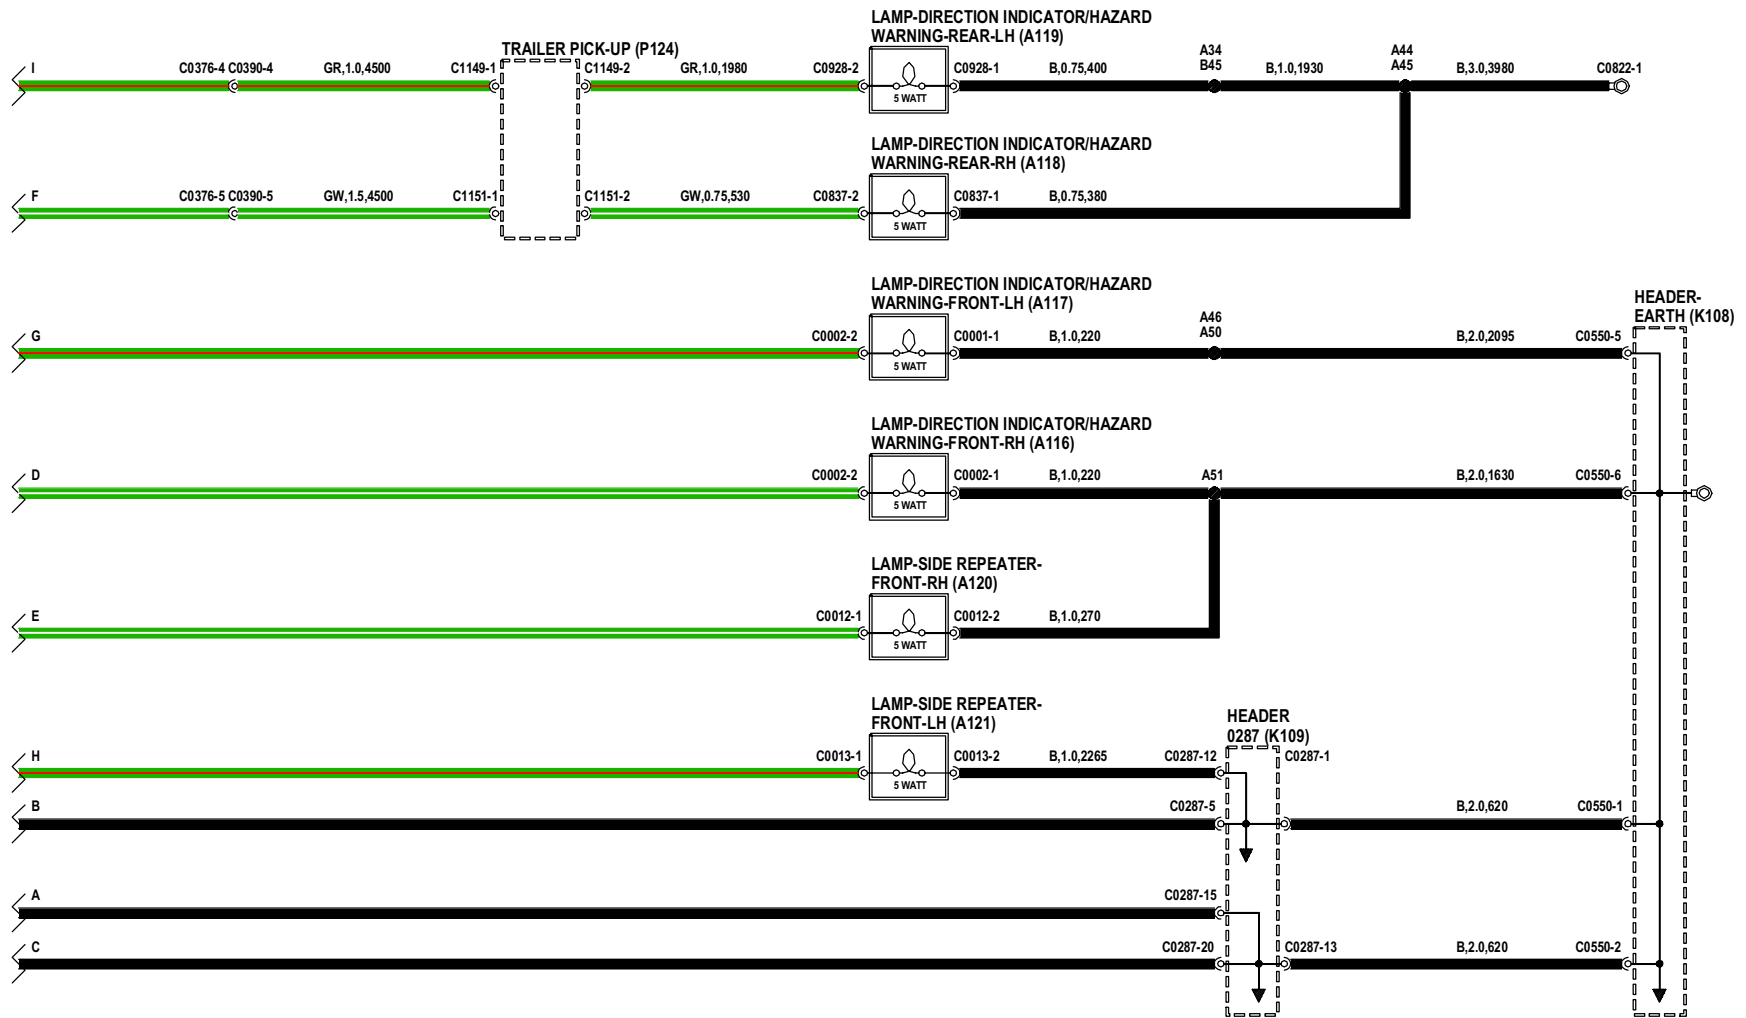 LAMP-DIRECTION INDICATOR/HAZARD
WARNING-REAR-LH (A119)
TRAILER PICK-UP (P124)
I
C0376-4 C0390-4
GR,1.0,4500
C1149-1
C1149-2
GR,1.0,1980
C0928-2
5 WATT
C0928-1
B,0.75,400
A34
B45
B,1.0,1930
A44
A45
B,3.0,3980
C0822-1
LAMP-DIRECTION INDICATOR/HAZARD
WARNING-REAR-RH (A118)
F
C0376-5 C0390-5
GW,1.5,4500
C1151-1
C1151-2
GW,0.75,530
C0837-2
5 WATT
C0837-1
B,0.75,380
LAMP-DIRECTION INDICATOR/HAZARD
WARNING-FRONT-LH (A117)
HEADER-
EARTH (K108)
G
C0002-2
5 WATT
C0001-1
B,1.0,220
A46
A50
B,2.0,2095
C0550-5
LAMP-DIRECTION INDICATOR/HAZARD
WARNING-FRONT-RH (A116)
D
C0002-2
5 WATT
C0002-1
B,1.0,220
A51
B,2.0,1630
C0550-6
LAMP-SIDE REPEATER-
FRONT-RH (A120)
E
C0012-1
5 WATT
C0012-2
B,1.0,270
LAMP-SIDE REPEATER-
FRONT-LH (A121)
HEADER
0287 (K109)
H
C0013-1
5 WATT
C0013-2
B,1.0,2265
C0287-12
C0287-1
B
C0287-5
B,2.0,620
C0550-1
A
C0287-15
C
C0287-20
C0287-13
B,2.0,620
C0550-2